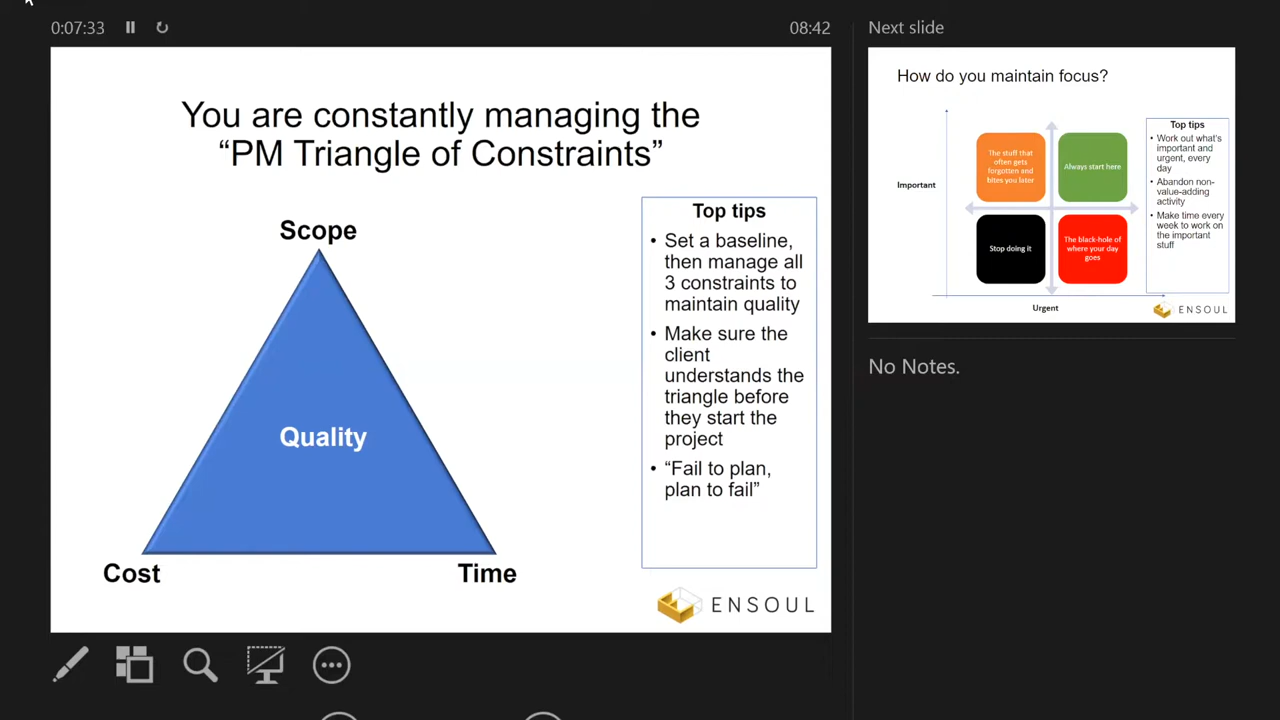 0:07:33
08:42
You are constantly managing the
“PM Triangle of Constraints”
Scope
Quality
Cost
Time
Top tips
• Set a baseline,
then manage all
3 constraints to
maintain quality
• Make sure the
client
understands the
triangle before
they start the
project
• “Fail to plan,
plan to fail”
ENSOUL
Next slide
How do you maintain focus?
Important
The stuff that
often gets
forgotten and
bites you later
Always start here
Stop doing it
The black-hole of
where your day
goes
Urgent
Top tips
• Work out what's
important and
urgent, every
day
• Abandon non-
value-adding
activity
• Make time every
week to work on
the important
stuff
ENSOUL
No Notes.